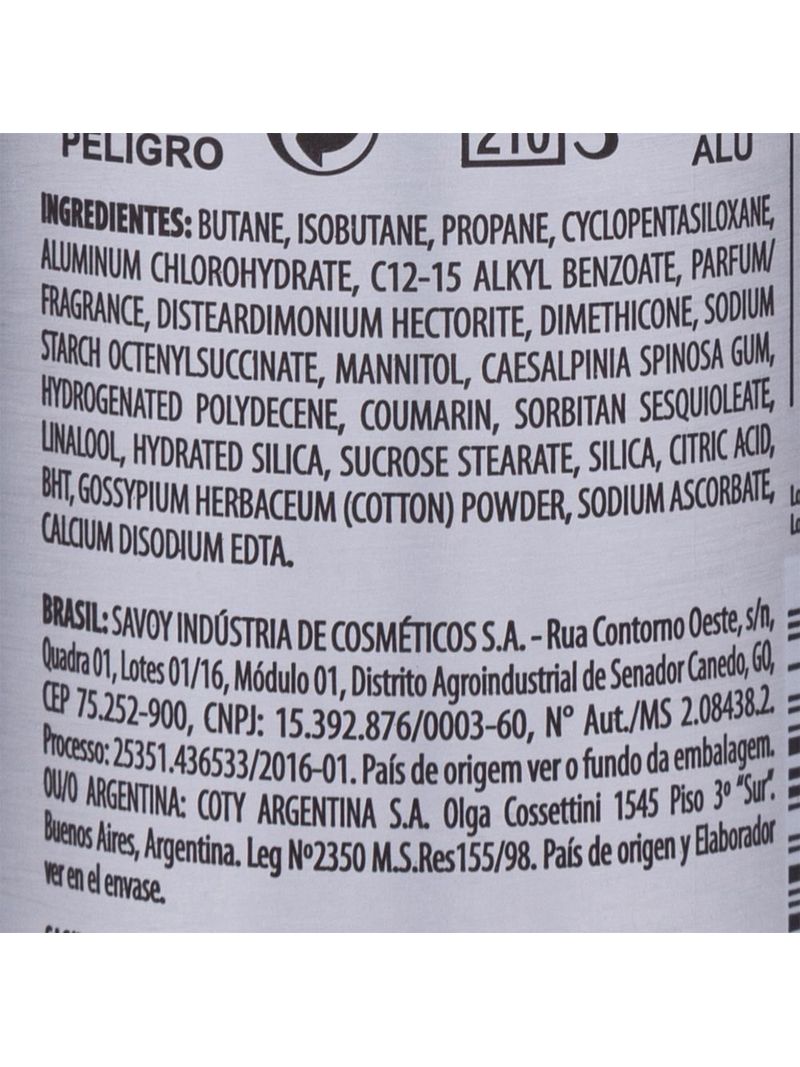 PELIGRO
210
ALU
INGREDIENTES: BUTANE, ISOBUTANE, PROPANE, CYCLOPENTASILOXANE,
ALUMINUM CHLOROHYDRATE, C12-15 ALKYL BENZOATE, PARFUM/
FRAGRANCE, DISTEARDIMONIUM HECTORITE, DIMETHICONE, SODIUM
STARCH OCTENYLSUCCINATE, MANNITOL, CAESALPINIA SPINOSA GUM,
HYDROGENATED POLYDECENE, COUMARIN, SORBITAN SESQUIOLEATE,
LINALOOL, HYDRATED SILICA, SUCROSE STEARATE, SILICA, CITRIC ACID,
BHT, GOSSYPIUM HERBACEUM (COTTON) POWDER, SODIUM ASCORBATE,
CALCIUM DISODIUM EDTA.
BRASIL: SAVOY INDÚSTRIA DE COSMÉTICOS S.A. - Rua Contorno Oeste, s/n,
Quadra 01, Lotes 01/16, Módulo 01, Distrito Agroindustrial de Senador Canedo, GO,
CEP 75.252-900, CNPJ: 15.392.876/0003-60, N° Aut./MS 2.08438.2.
Processo: 25351.436533/2016-01. País de origem ver o fundo da embalagem.
OU/O ARGENTINA: COTY ARGENTINA S.A. Olga Cossettini 1545 Piso 3º "Sur".
Buenos Aires, Argentina. Leg Nº2350 M.S.Res155/98. País de origen y Elaborador
ver en el envase.